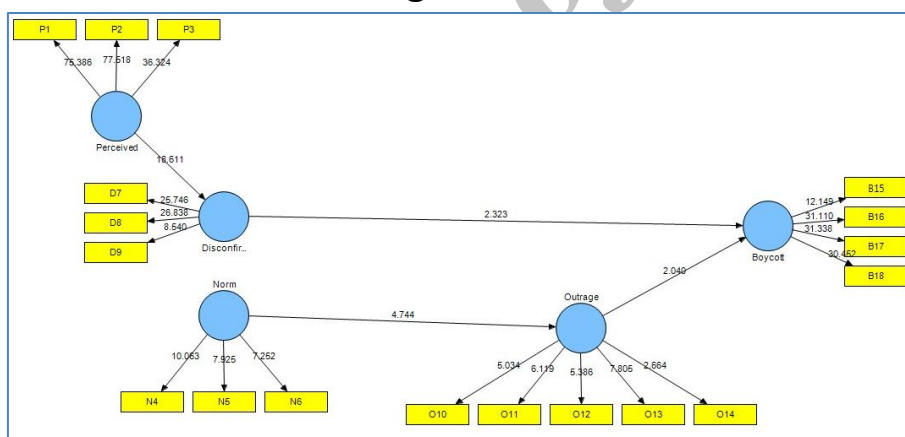 P1
P2
P3
75.386
77.518
36.324
Perceived
18.611
D7
D8
D9
25.746
26.838
8.540
Disconfir...
2.323
B15
B16
B17
B18
12.149
31.110
31.338
30.452
Boycott
2.040
Norm
4.744
Outrage
10.063
7.925
7.252
N4
N5
N6
5.034
6.119
5.386
7.805
2.664
O10
O11
O12
O13
O14